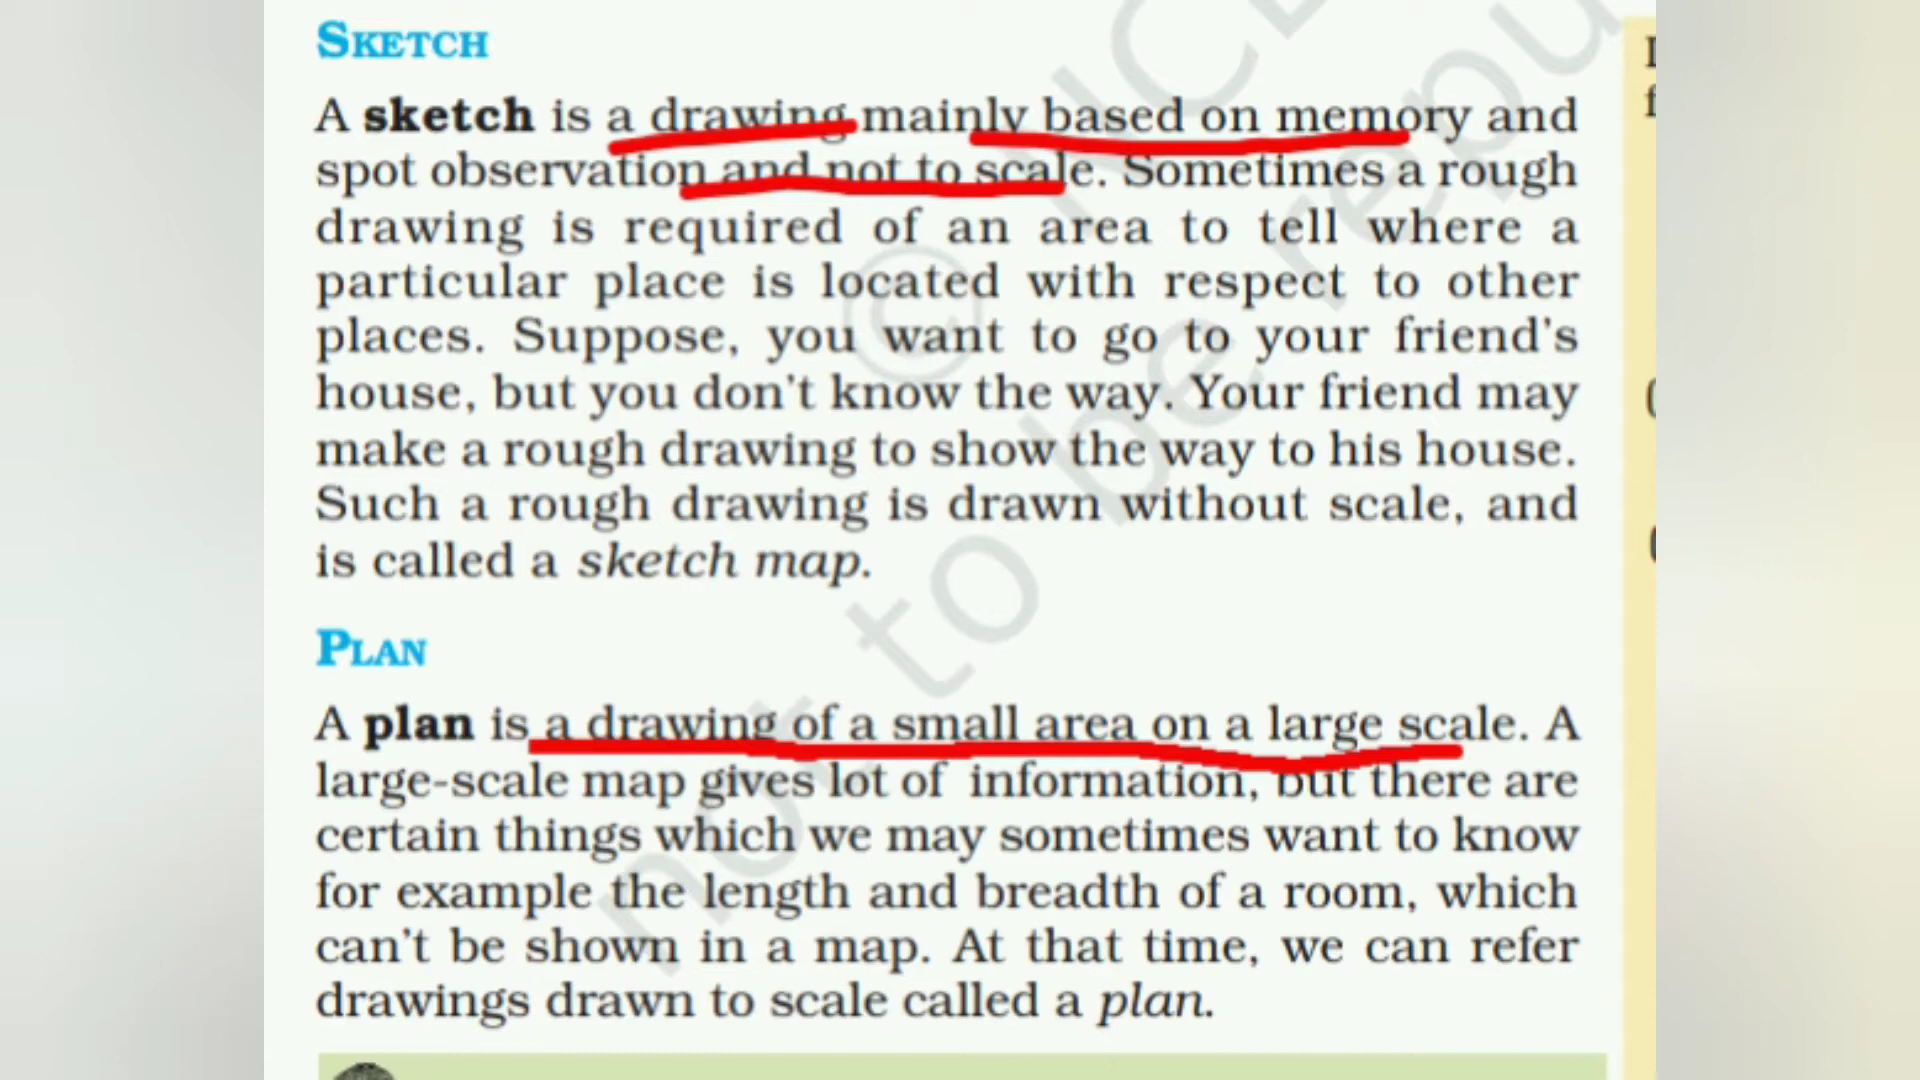 SKETCH
A sketch is a drawing mainly based on memory and
spot observation and not to scale. Sometimes a rough
drawing is required of an area to tell where a
particular place is located with respect to other
places. Suppose, you want to go to your friend's
house, but you don't know the way. Your friend may
make a rough drawing to show the way to his house.
Such a rough drawing is drawn without scale, and
is called a sketch map.
PLAN
A plan is a drawing of a small area on a large scale. A
large-scale map gives lot of information, but there are
certain things which we may sometimes want to know
for example the length and breadth of a room, which
can't be shown in a map. At that time, we can refer
drawings drawn to scale called a plan.
not to be